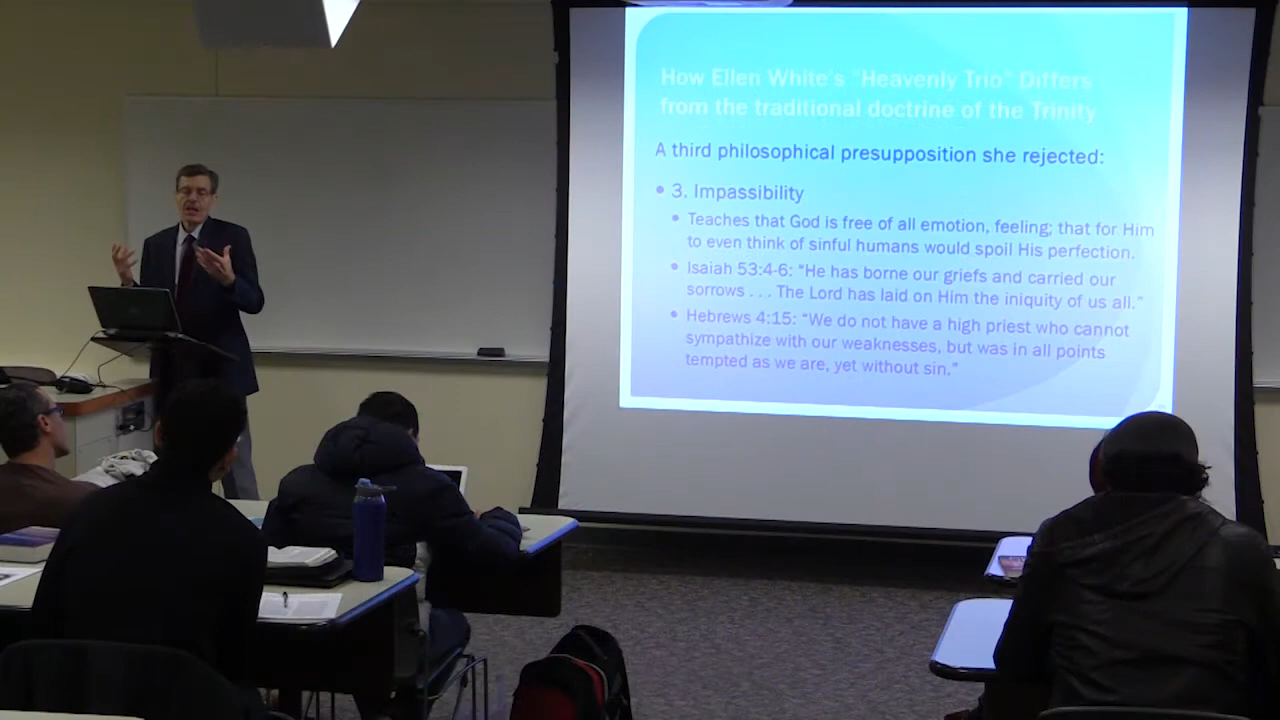 How Ellen White's "Heavenly Trio" Differs
from the traditional doctrine of the Trinity
A third philosophical presupposition she rejected:
• 3. Impassibility
• Teaches that God is free of all emotion, feeling; that for Him
to even think of sinful humans would spoil His perfection.
• Isaiah 53:4-6: "He has borne our griefs and carried our
sorrows . . . The Lord has laid on Him the iniquity of us all."
• Hebrews 4:15: "We do not have a high priest who cannot
sympathize with our weaknesses, but was in all points
tempted as we are, yet without sin."